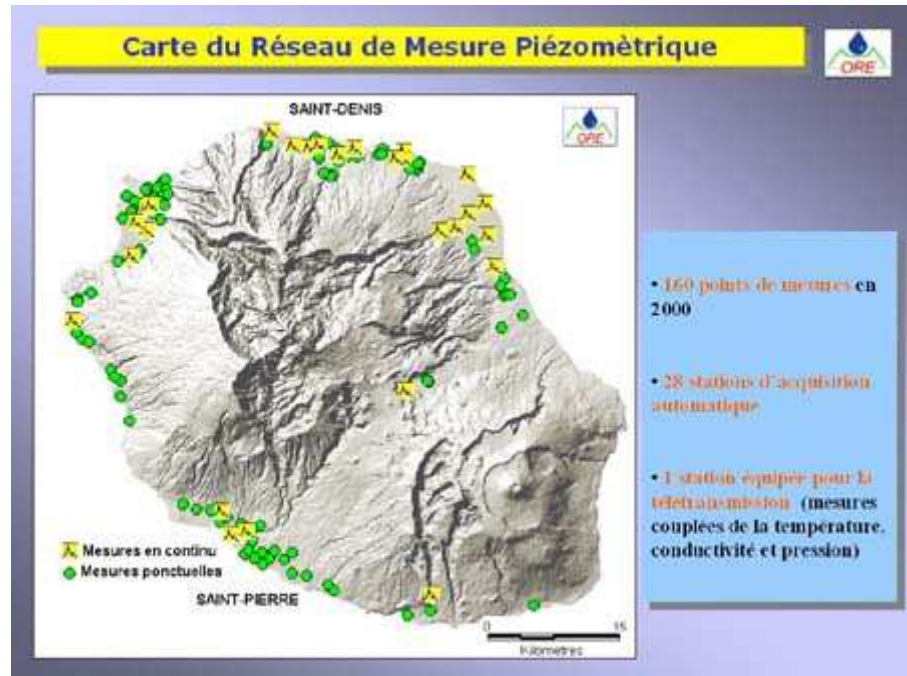 Carte du Réseau de Mesure Piézomètrique
ORE
SAINT-DENIS
ORE
• 160 points de mesures en
2000
• 28 stations d'acquisition
automatique
• 1 station équipée pour la
télétransmission (mesures
couplées de la température,
conductivité et pression)
Mesures en continu
Mesures ponctuelles
SAINT-PIERRE
0 15
Kilomètres